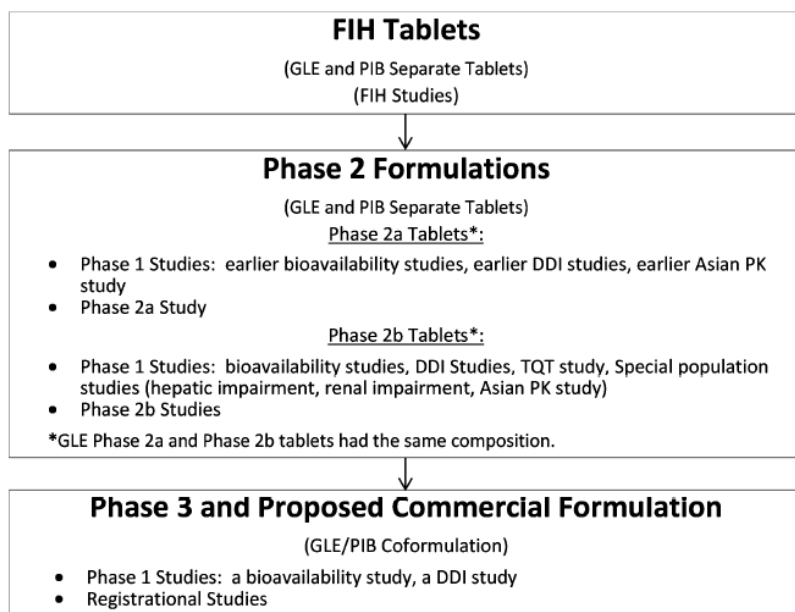 FIH Tablets
(GLE and PIB Separate Tablets)
(FIH Studies)
Phase 2 Formulations
(GLE and PIB Separate Tablets)
Phase 2a Tablets*:
• Phase 1 Studies: earlier bioavailability studies, earlier DDI studies, earlier Asian PK
study
• Phase 2a Study
Phase 2b Tablets*:
• Phase 1 Studies: bioavailability studies, DDI Studies, TQT study, Special population
studies (hepatic impairment, renal impairment, Asian PK study)
• Phase 2b Studies
*GLE Phase 2a and Phase 2b tablets had the same composition.
Phase 3 and Proposed Commercial Formulation
(GLE/PIB Coformulation)
• Phase 1 Studies: a bioavailability study, a DDI study
• Registrational Studies